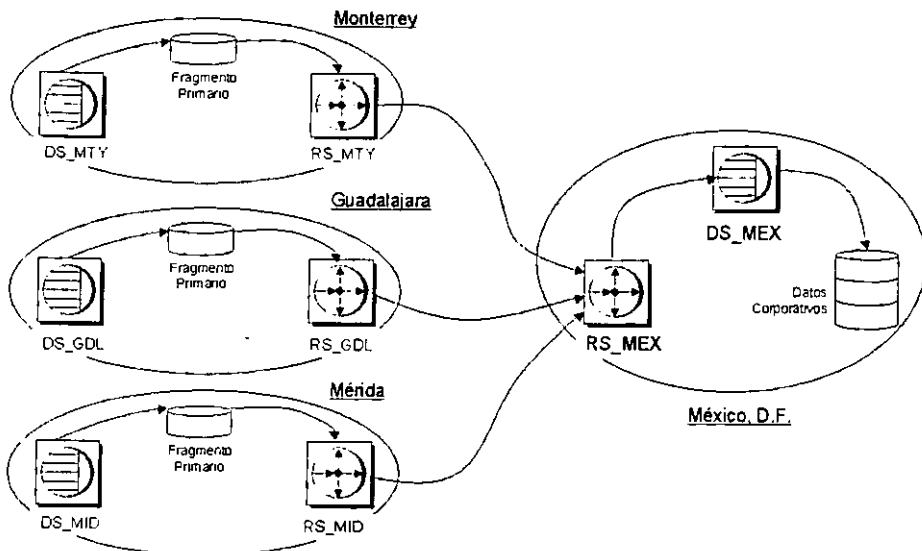 Monterrey
Fragmento
Primario
DS_MTY
RS_MTY
Guadalajara
Fragmento
Primario
DS_GDL
RS_GDL
Mérida
Fragmento
Primario
DS_MID
RS_MID
DS_MEX
Datos
Corporativos
RS_MEX
México, D.F.